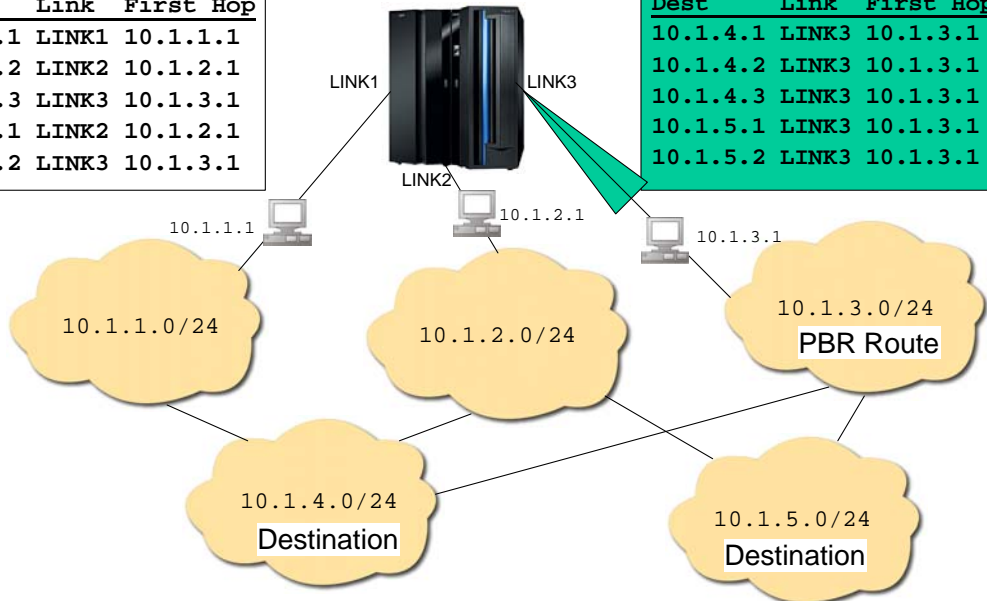 Link First Hop
.1 LINK1 10.1.1.1
.2 LINK2 10.1.2.1
.3 LINK3 10.1.3.1
.1 LINK2 10.1.2.1
.2 LINK3 10.1.3.1
Dest Link First Hop
10.1.4.1 LINK3 10.1.3.1
10.1.4.2 LINK3 10.1.3.1
10.1.4.3 LINK3 10.1.3.1
10.1.5.1 LINK3 10.1.3.1
10.1.5.2 LINK3 10.1.3.1
LINK1
LINK3
LINK2
10.1.1.1
10.1.2.1
10.1.3.1
10.1.1.0/24
10.1.2.0/24
10.1.3.0/24
PBR Route
10.1.4.0/24
Destination
10.1.5.0/24
Destination